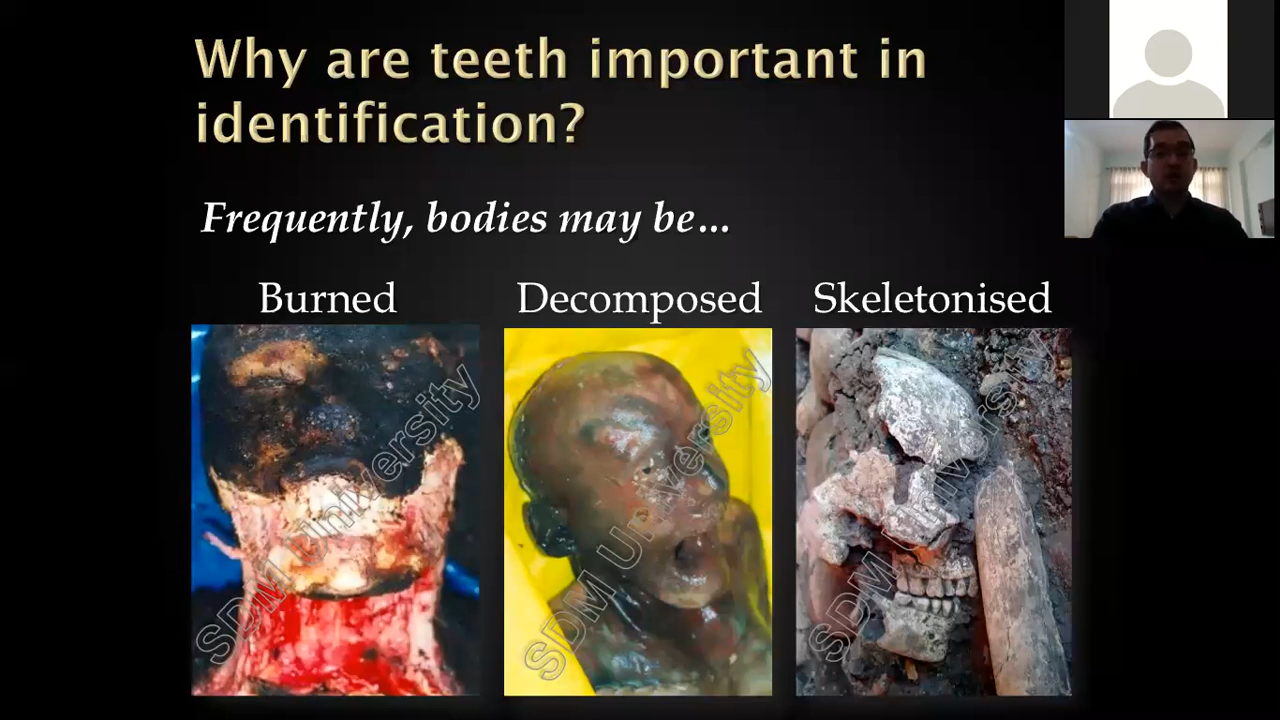 Why are teeth important in
identification?
Frequently, bodies may be…
Burned
Decomposed
Skeletonised
SDM University
SDM University
SDM University